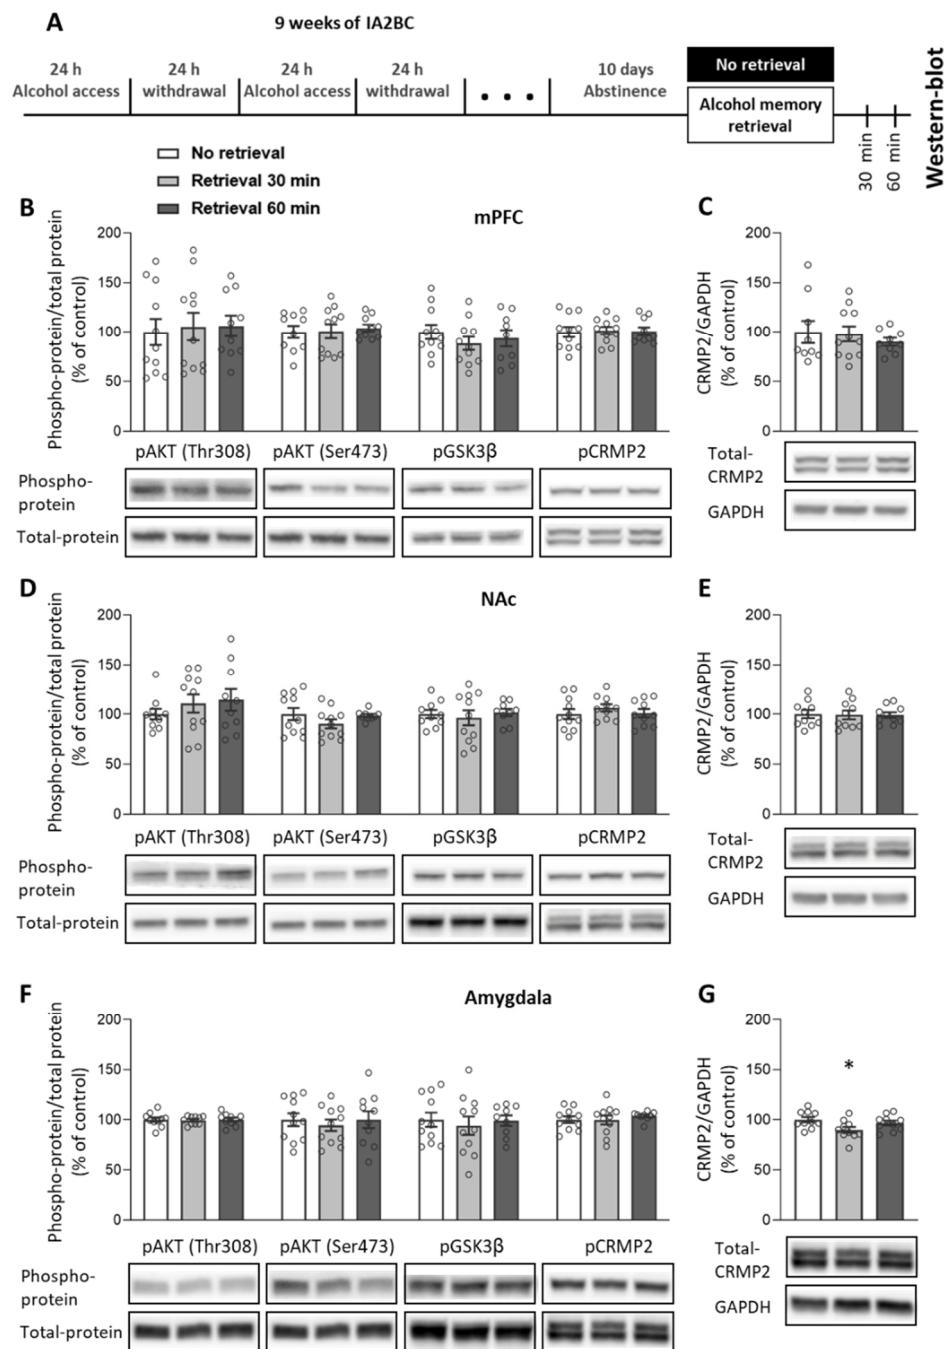 A
9 weeks of IA2BC
24 h
Alcohol access
24 h
withdrawal
24 h
Alcohol access
24 h
withdrawal
. . .
10 days
Abstinence
No retrieval
Alcohol memory
retrieval
30 min
60 min
Western-blot
No retrieval
Retrieval 30 min
Retrieval 60 min
B
mPFC
Phospho-protein/total protein
(% of control)
200
150
100
50
0
pAKT (Thr308)
pAKT (Ser473)
pGSK3β
pCRMP2
Phospho-
protein
Total-protein
C
CRMP2/GAPDH
(% of control)
200
150
100
50
0
Total-
CRMP2
GAPDH
D
NAc
Phospho-protein/total protein
(% of control)
200
150
100
50
0
pAKT (Thr308)
pAKT (Ser473)
pGSK3β
pCRMP2
Phospho-
protein
Total-protein
E
CRMP2/GAPDH
(% of control)
200
150
100
50
0
Total-
CRMP2
GAPDH
F
Amygdala
Phospho-protein/total protein
(% of control)
200
150
100
50
0
pAKT (Thr308)
pAKT (Ser473)
pGSK3β
pCRMP2
Phospho-
protein
Total-protein
G
CRMP2/GAPDH
(% of control)
200
150
100
50
0
*
Total-
CRMP2
GAPDH